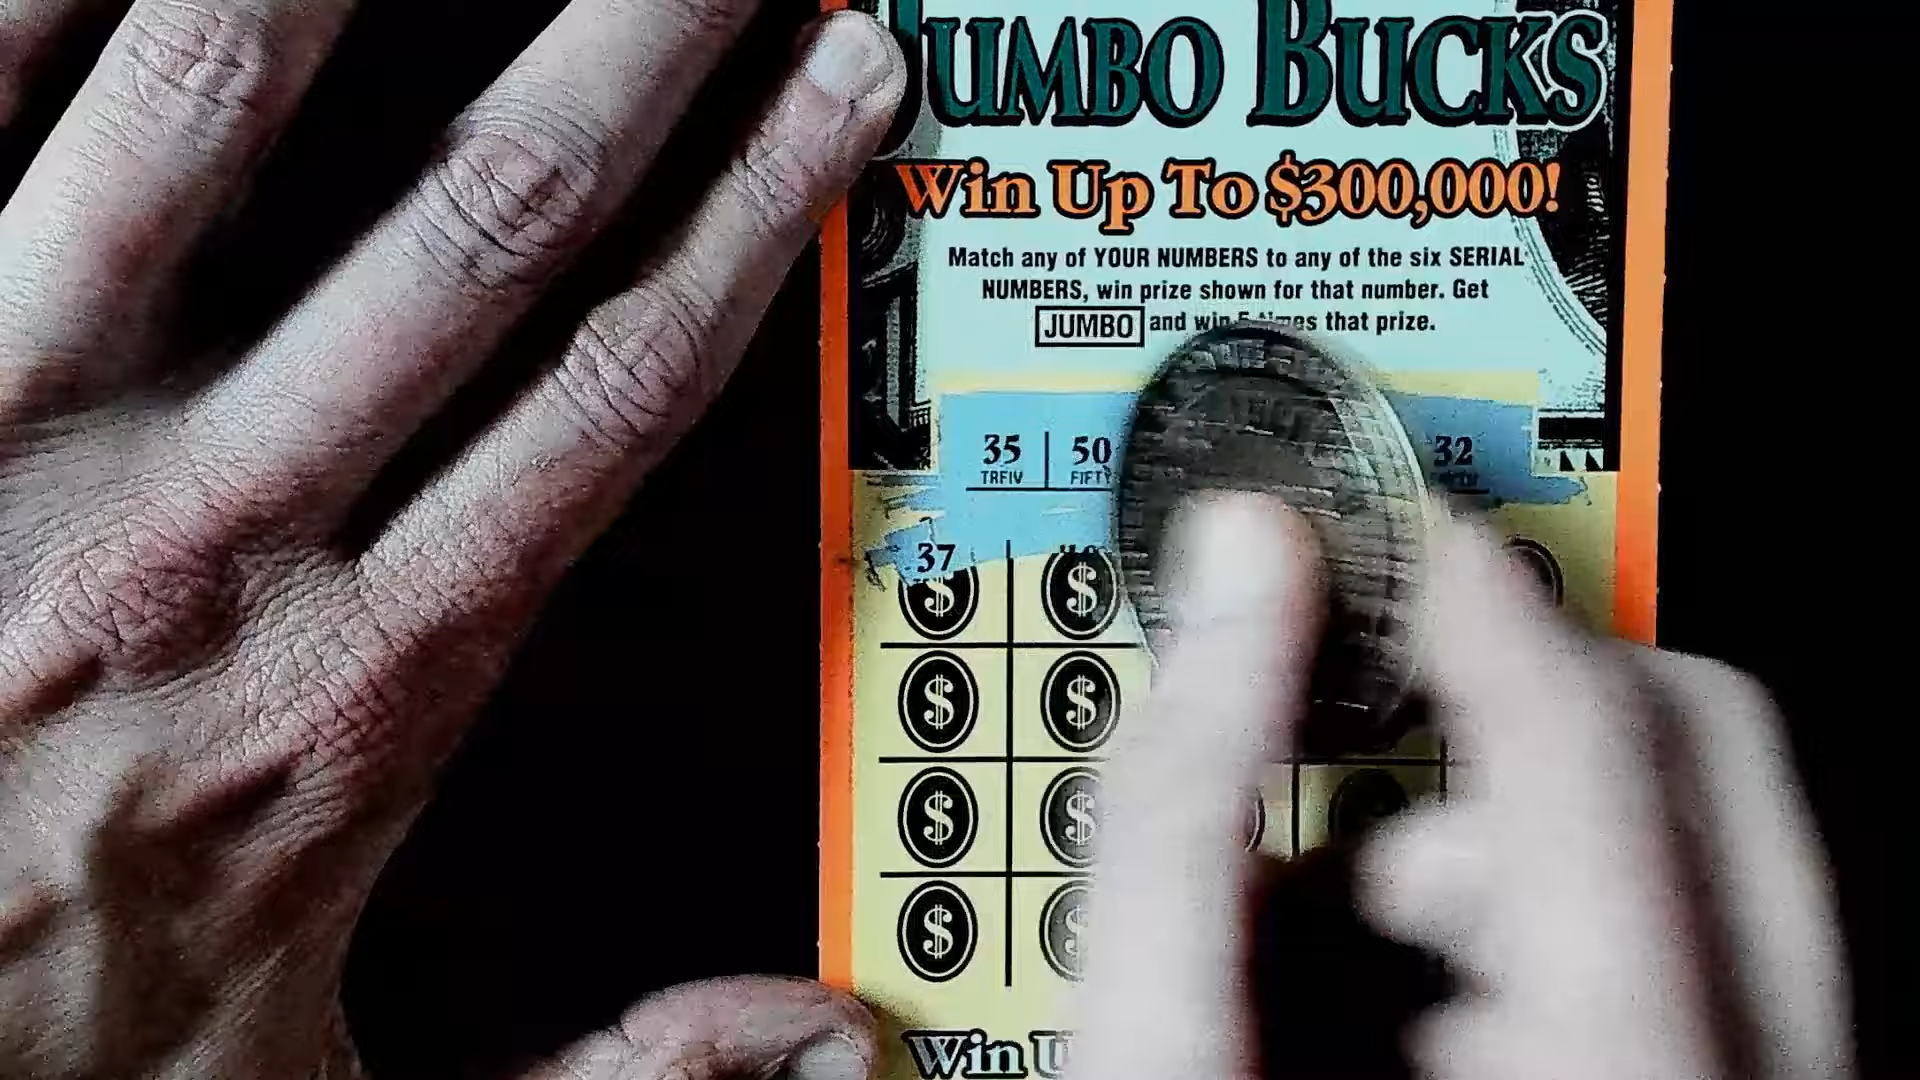 JUMBO BUCKS
Win Up To $300,000!
Match any of YOUR NUMBERS to any of the six SERIAL
NUMBERS, win prize shown for that number. Get
JUMBO and win 5 times that prize.
35 50 32
TRFIV FIFTY
37
Win U